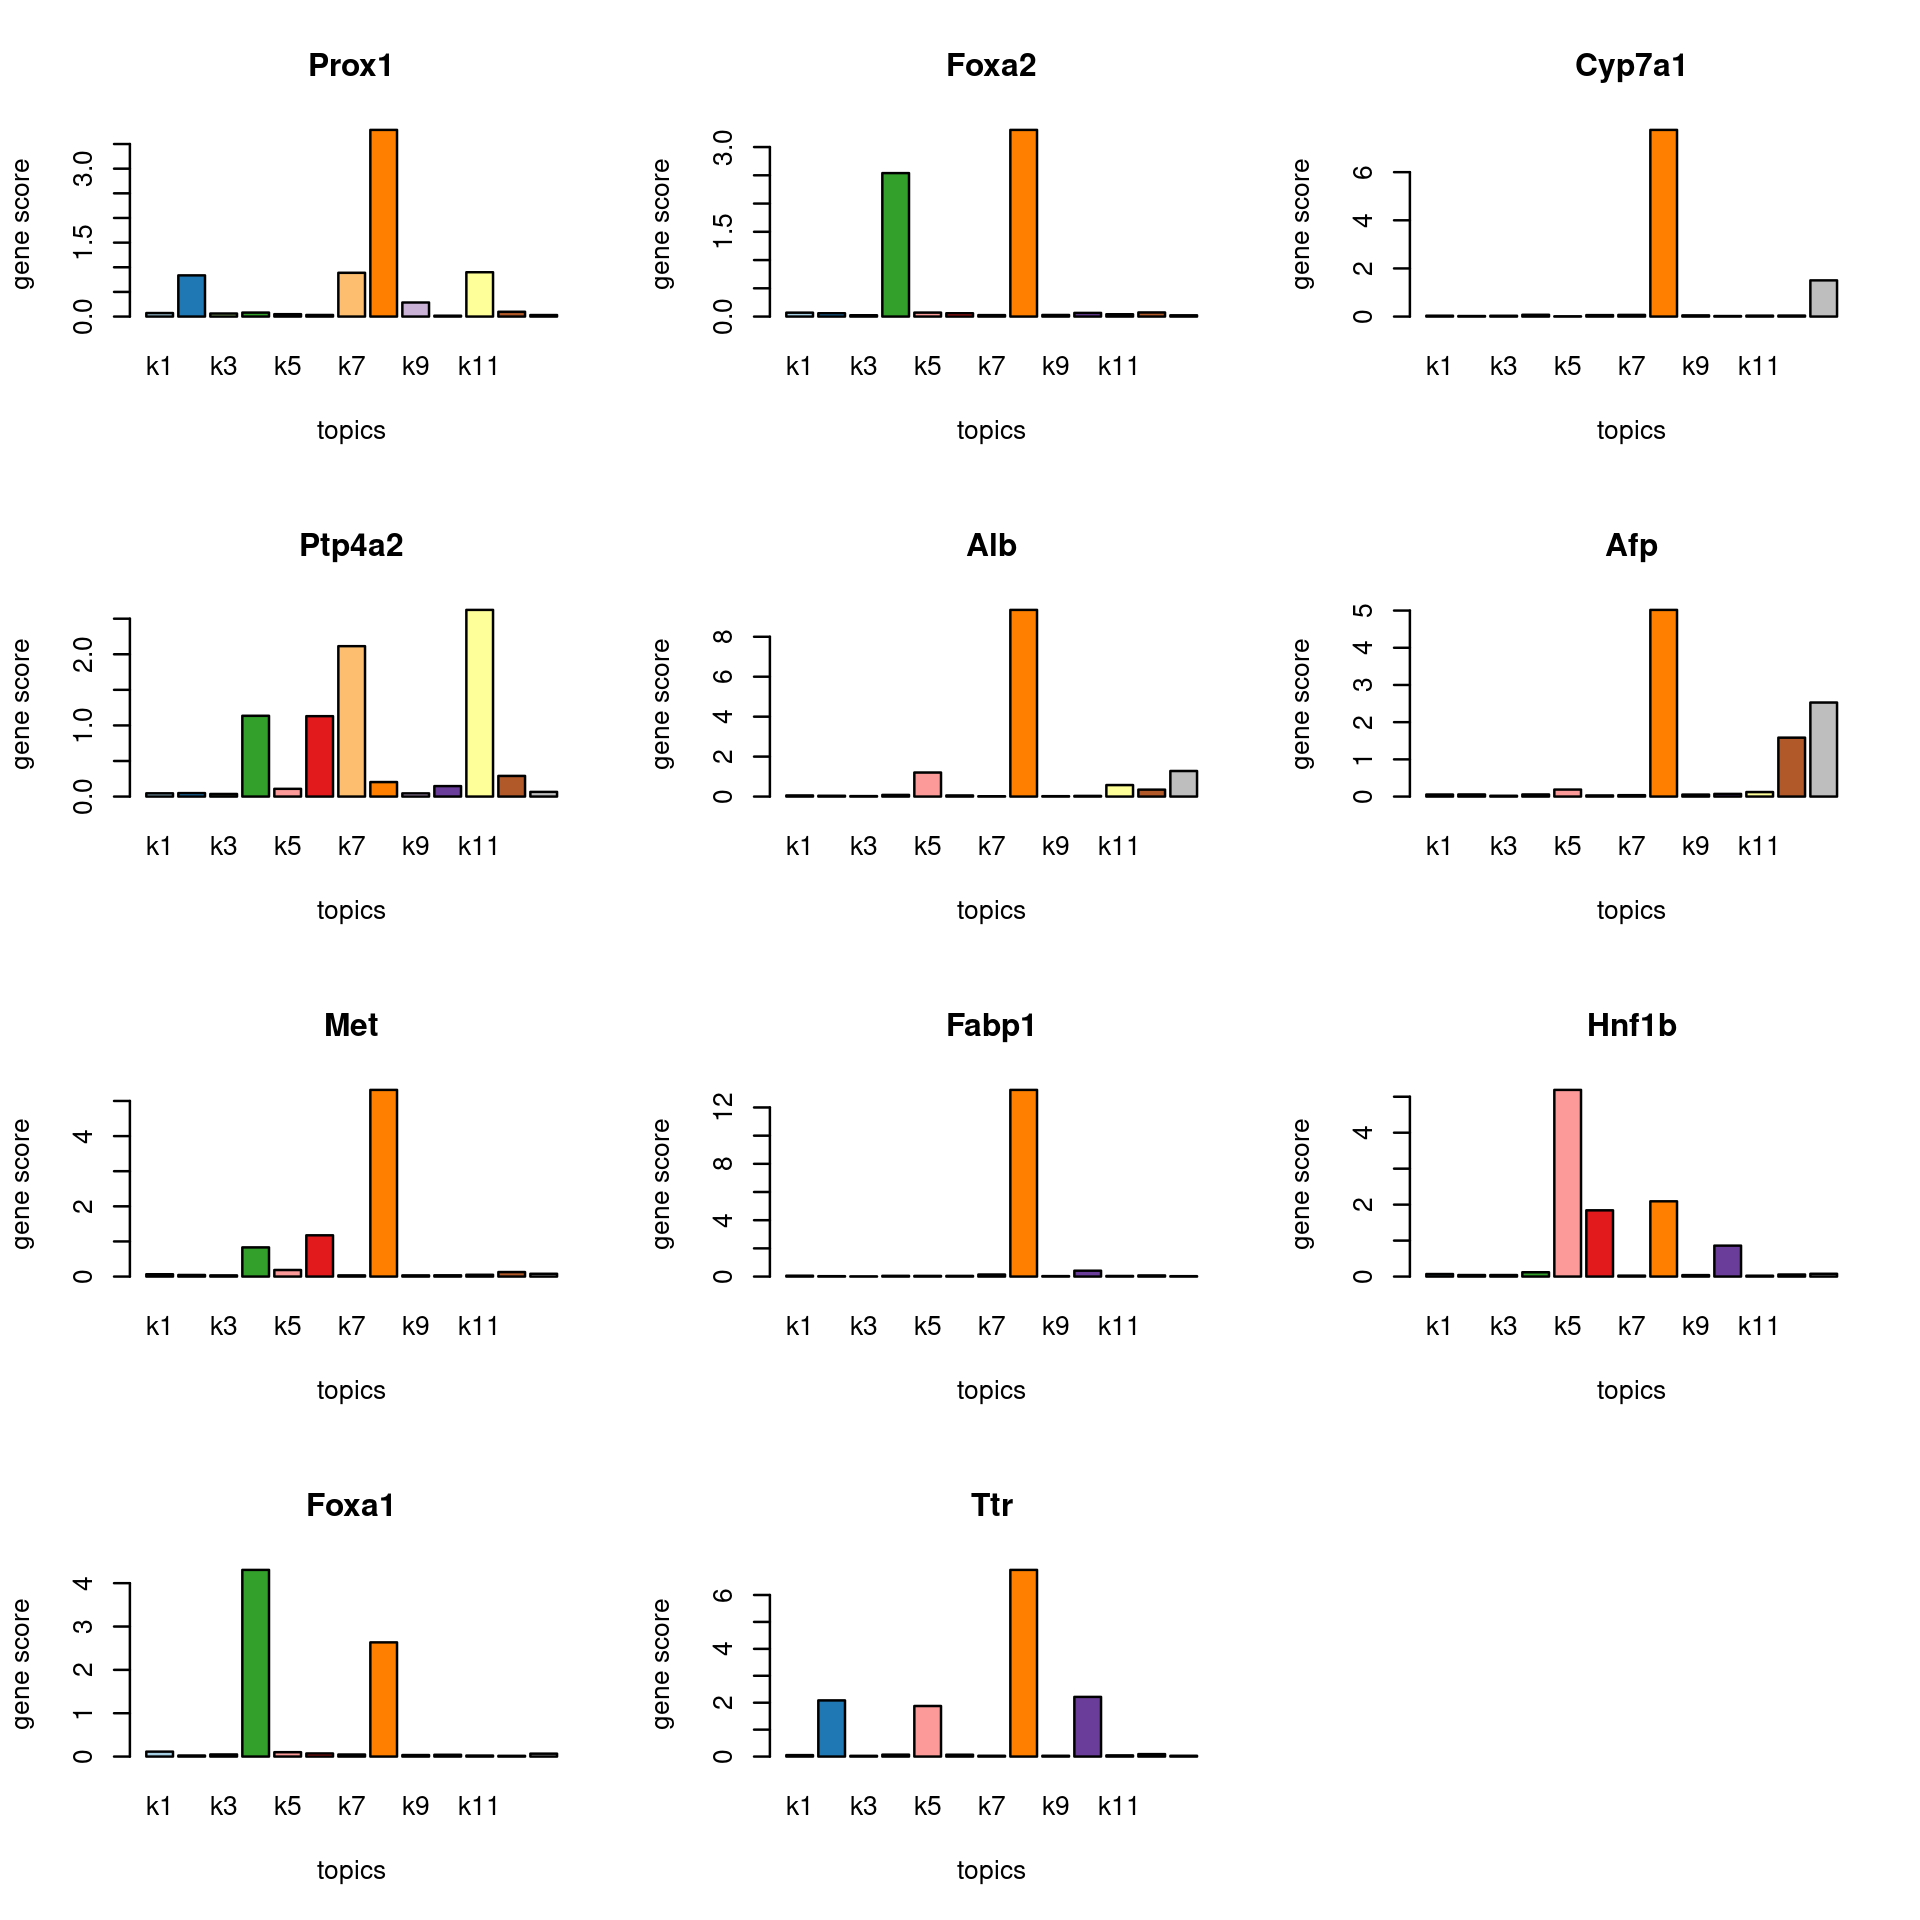 Prox1
gene score
0.0 1.5 3.0
k1 k3 k5 k7 k9 k11
topics
Foxa2
gene score
0.0 1.5 3.0
k1 k3 k5 k7 k9 k11
topics
Cyp7a1
gene score
0 2 4 6
k1 k3 k5 k7 k9 k11
topics
Ptp4a2
gene score
0.0 1.0 2.0
k1 k3 k5 k7 k9 k11
topics
Alb
gene score
0 2 4 6 8
k1 k3 k5 k7 k9 k11
topics
Afp
gene score
0 1 2 3 4 5
k1 k3 k5 k7 k9 k11
topics
Met
gene score
0 2 4
k1 k3 k5 k7 k9 k11
topics
Fabp1
gene score
0 4 8 12
k1 k3 k5 k7 k9 k11
topics
Hnf1b
gene score
0 2 4
k1 k3 k5 k7 k9 k11
topics
Foxa1
gene score
0 1 2 3 4
k1 k3 k5 k7 k9 k11
topics
Ttr
gene score
0 2 4 6
k1 k3 k5 k7 k9 k11
topics